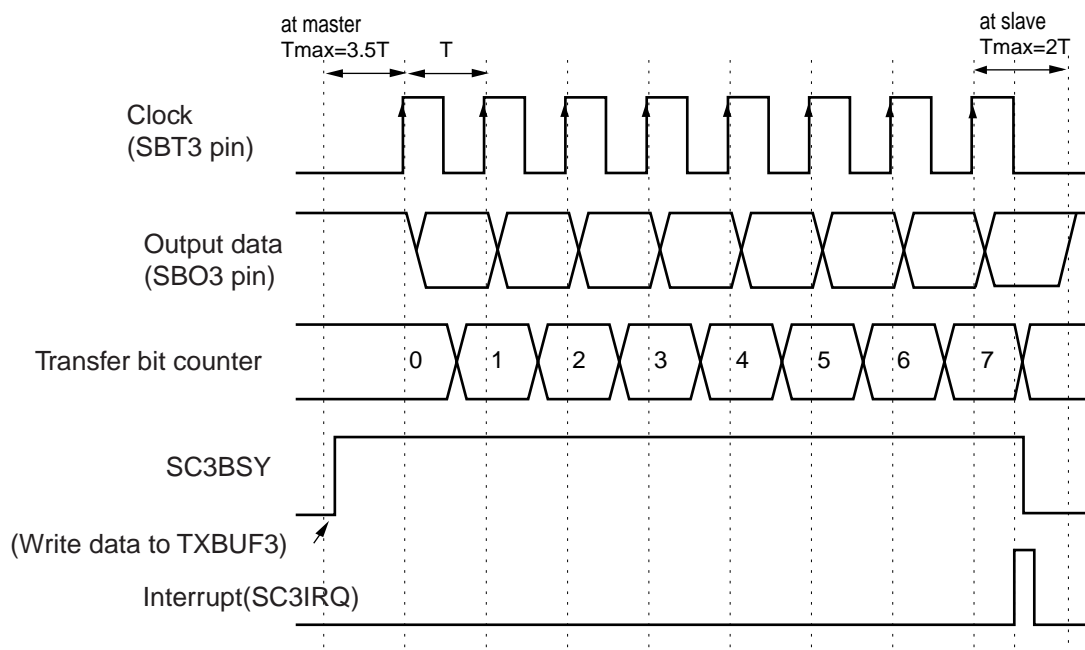 at master
Tmax=3.5T
T
at slave
Tmax=2T
Clock
(SBT3 pin)
Output data
(SBO3 pin)
Transfer bit counter
0 1 2 3 4 5 6 7
SC3BSY
(Write data to TXBUF3)
Interrupt(SC3IRQ)